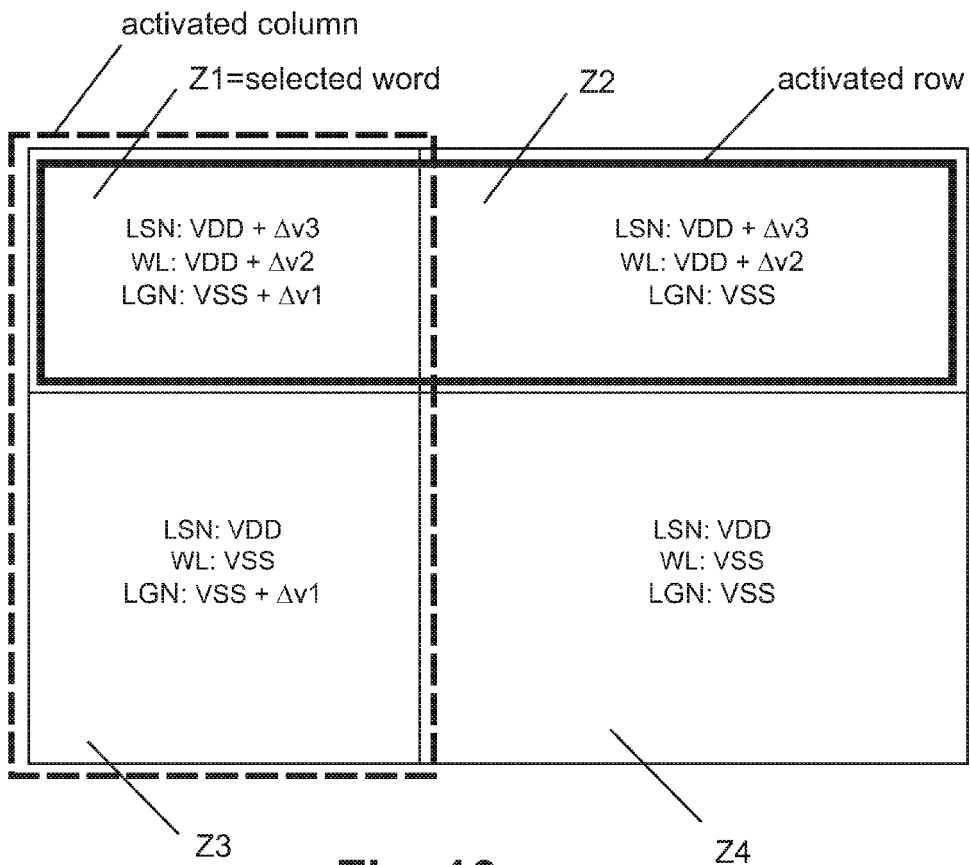 activated column
Z1=selected word
Z2
activated row
LSN: VDD + Δv3
WL: VDD + Δv2
LGN: VSS + Δv1
LSN: VDD + Δv3
WL: VDD + Δv2
LGN: VSS
LSN: VDD
WL: VSS
LGN: VSS + Δv1
LSN: VDD
WL: VSS
LGN: VSS
Z3
Z4